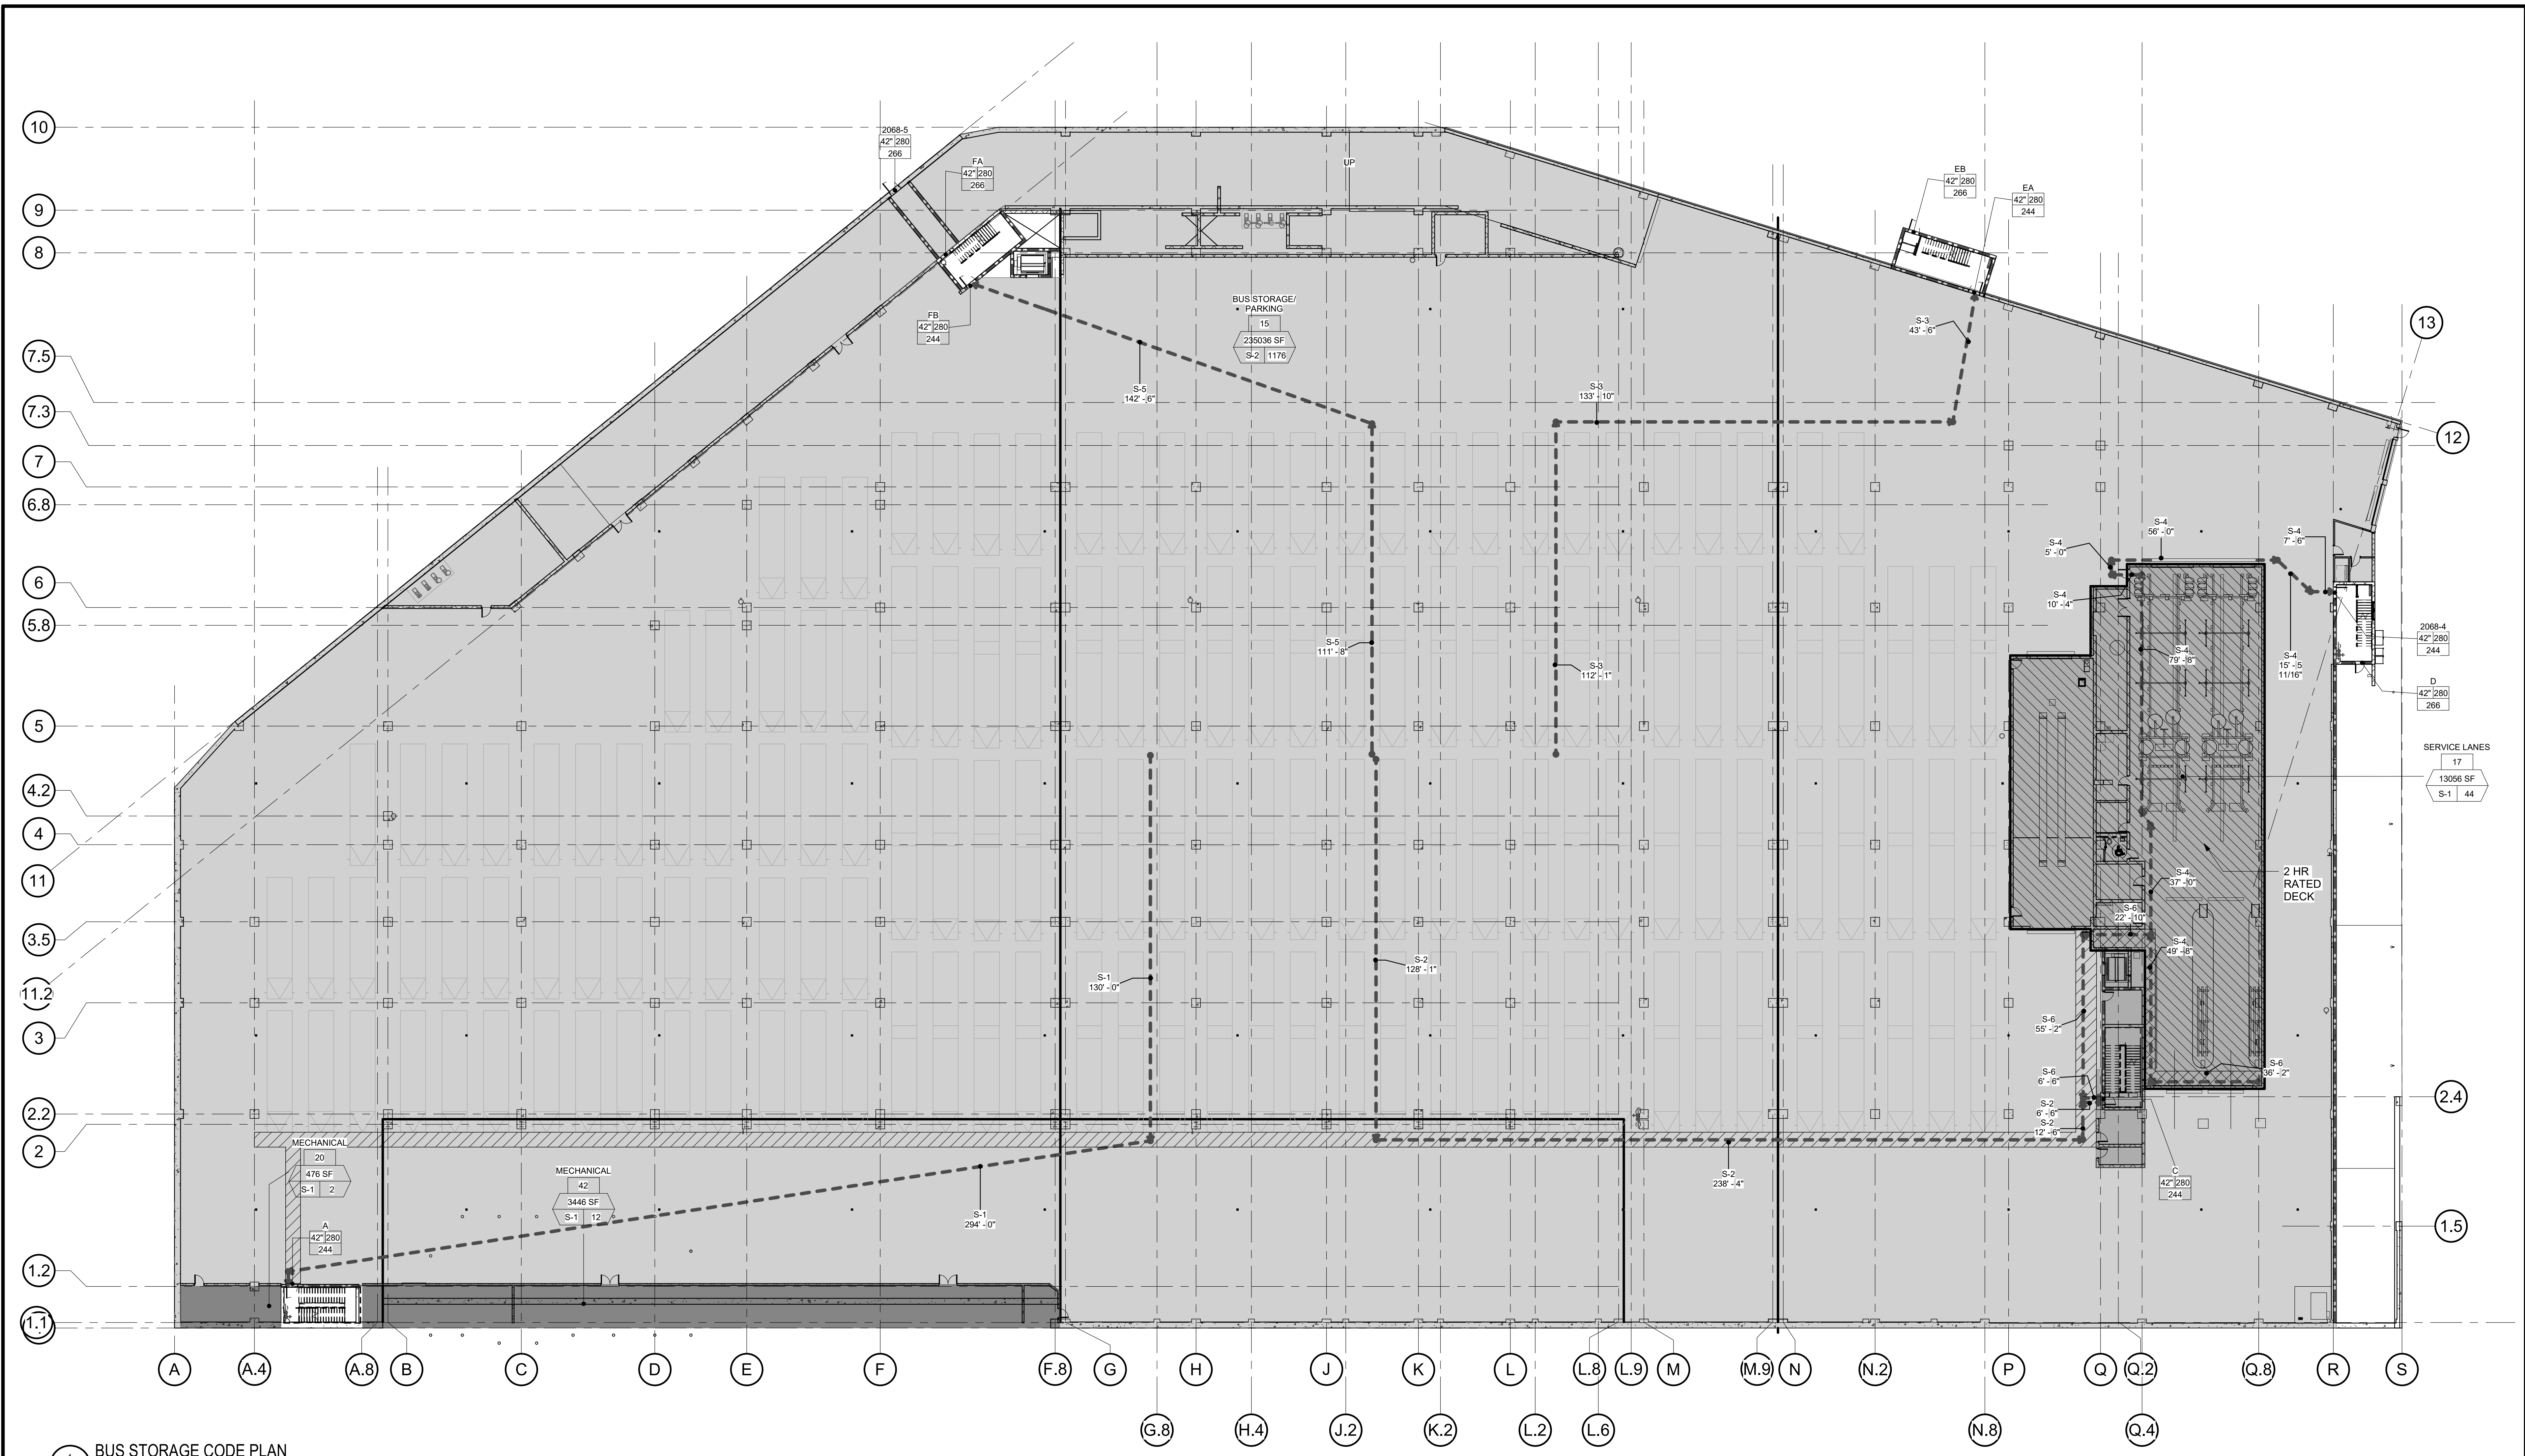 10
9
8
7.5
7.3
7
6.8
6
5.8
5
4.2
4
11
3.5
11.2
3
2.2
2
1.2
1.1
2068-5
42" 280
266
FA
42" 280
266
UP
EB
42" 280
266
EA
42" 280
244
FB
42" 280
244
BUS STORAGE/
PARKING
15
235036 SF
S-2 1176
S-3
43' - 6"
13
S-5
142' - 6"
S-3
133' - 10"
12
S-4
56' - 0"
S-4
7' - 6"
S-4
5' - 0"
S-4
10' - 4"
S-5
111' - 8"
S-3
112' - 1"
S-4
79' - 8"
S-4
15' - 5
11/16"
2068-4
42" 280
244
D
42" 280
266
SERVICE LANES
17
13056 SF
S-1 44
S-4
37' - 0"
2 HR
RATED
DECK
S-6
22' - 10"
S-4
49' - 8"
S-1
130' - 0"
S-2
128' - 1"
S-6
55' - 2"
S-6
6' - 6"
S-6
36' - 2"
S-2
6' - 6"
S-2
12' - 6"
2.4
MECHANICAL
20
476 SF
S-1 2
MECHANICAL
42
3446 SF
S-1 12
S-2
238' - 4"
C
42" 280
244
S-1
294' - 0"
A
42" 280
244
1.5
A
A.4
A.8
B
C
D
E
F
F.8
G
H
J
K
L
L.8
L.9
M
M.9
N
N.2
P
Q
Q.2
Q.8
R
S
G.8
H.4
J.2
K.2
L.2
L.6
N.8
Q.4
BUS STORAGE CODE PLAN